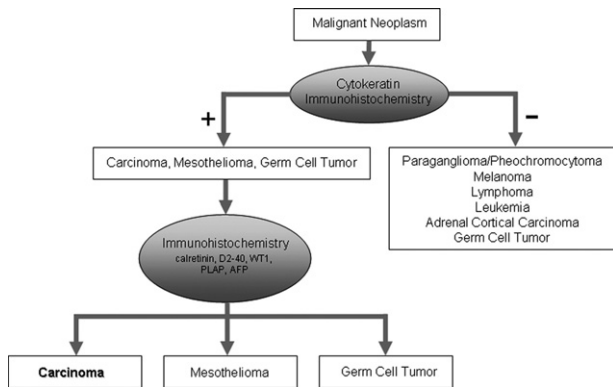 Malignant Neoplasm
Cytokeratin
Immunohistochemistry
+
−
Carcinoma, Mesothelioma, Germ Cell Tumor
Paraganglioma/Pheochromocytoma
Melanoma
Lymphoma
Leukemia
Adrenal Cortical Carcinoma
Germ Cell Tumor
Immunohistochemistry
calretinin, D2-40, WT1,
PLAP, AFP
Carcinoma
Mesothelioma
Germ Cell Tumor